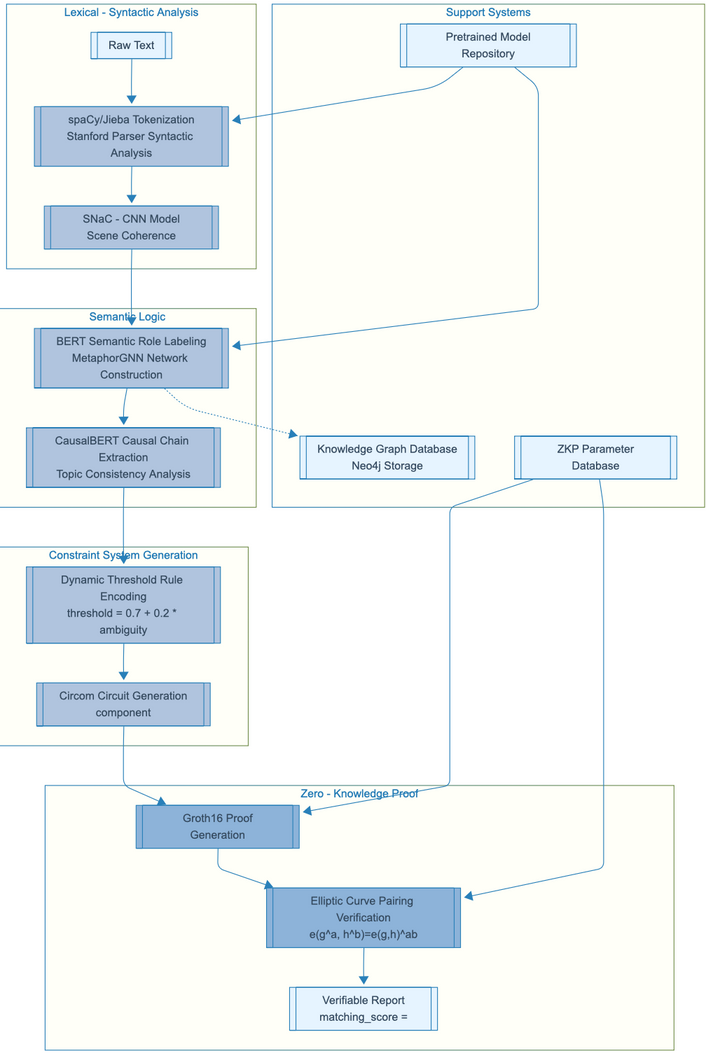 Lexical - Syntactic Analysis
Raw Text
spaCy/Jieba Tokenization
Stanford Parser Syntactic
Analysis
SNaC - CNN Model
Scene Coherence
Support Systems
Pretrained Model
Repository
Semantic Logic
BERT Semantic Role Labeling
MetaphorGNN Network
Construction
CausalBERT Causal Chain
Extraction
Topic Consistency Analysis
Knowledge Graph Database
Neo4j Storage
ZKP Parameter
Database
Constraint System Generation
Dynamic Threshold Rule
Encoding
threshold = 0.7 + 0.2 *
ambiguity
Circom Circuit Generation
component
Zero - Knowledge Proof
Groth16 Proof
Generation
Elliptic Curve Pairing
Verification
e(g^a, h^b)=e(g,h)^ab
Verifiable Report
matching_score =